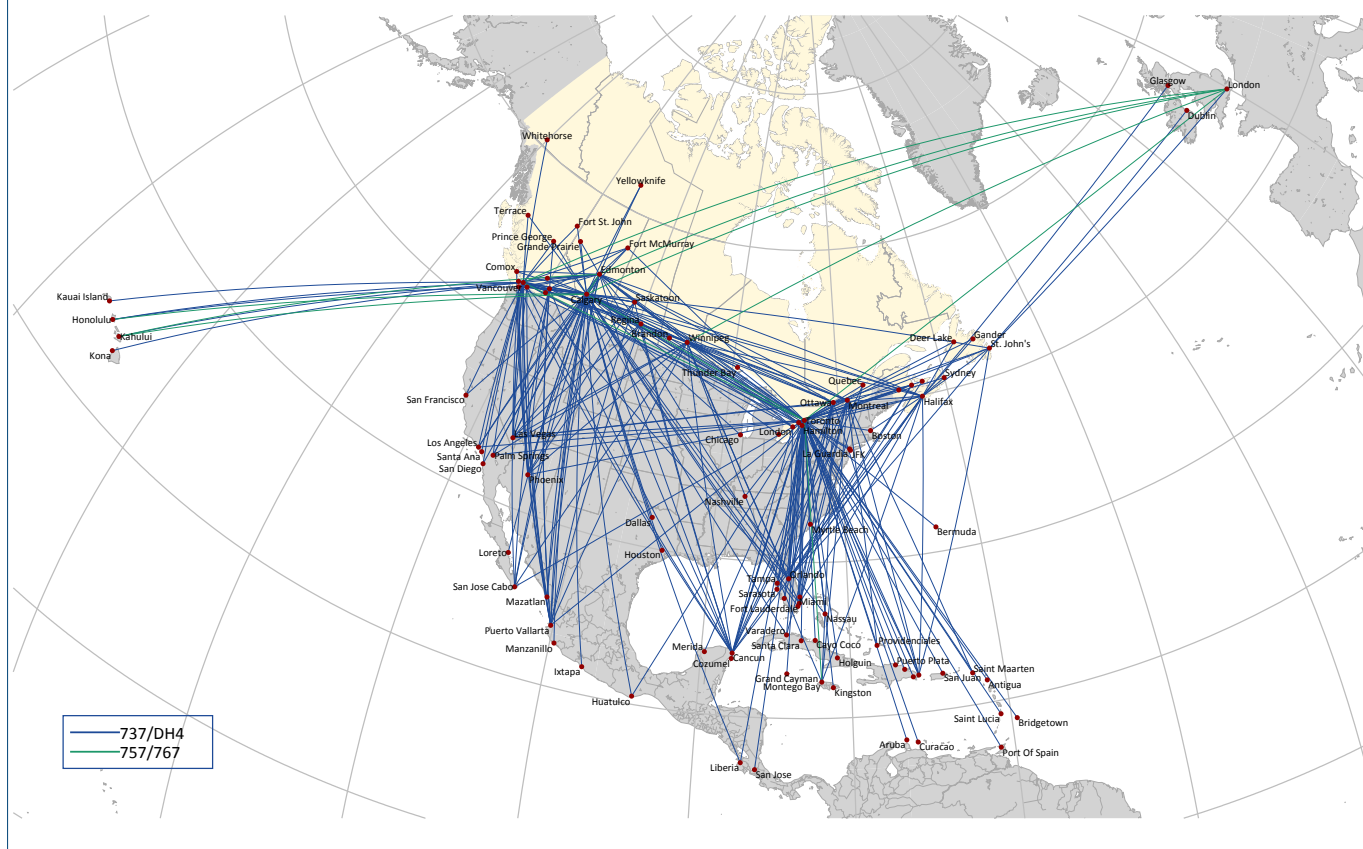 Glasgow
London
Dublin
Whitehorse
Yellowknife
Terrace
Fort St. John
Prince George
Grande Prairie
Fort McMurray
Comox
Edmonton
Vancouver
Calgary
Saskatoon
Kauai Island
Honolulu
Kahului
Kona
Regina
Brandon
Winnipeg
Deer Lake
Gander
St. John's
Thunder Bay
Quebec
Sydney
San Francisco
Ottawa
Montreal
Halifax
Toronto
Hamilton
London
Chicago
Boston
Las Vegas
Los Angeles
Santa Ana
Palm Springs
San Diego
La Guardia
JFK
Phoenix
Nashville
Dallas
Myrtle Beach
Bermuda
Houston
Loreto
San Jose Cabo
Mazatlan
Orlando
Tampa
Sarasota
Miami
Fort Lauderdale
Nassau
Puerto Vallarta
Manzanillo
Varadero
Santa Clara
Cayo Coco
Providenciales
Merida
Cozumel
Cancun
Holguin
Ixtapa
Puerto Plata
Saint Maarten
Grand Cayman
San Juan
Antigua
Montego Bay
Kingston
Huatulco
Saint Lucia
Bridgetown
Aruba
Curacao
Port Of Spain
Liberia
San Jose
737/DH4
757/767